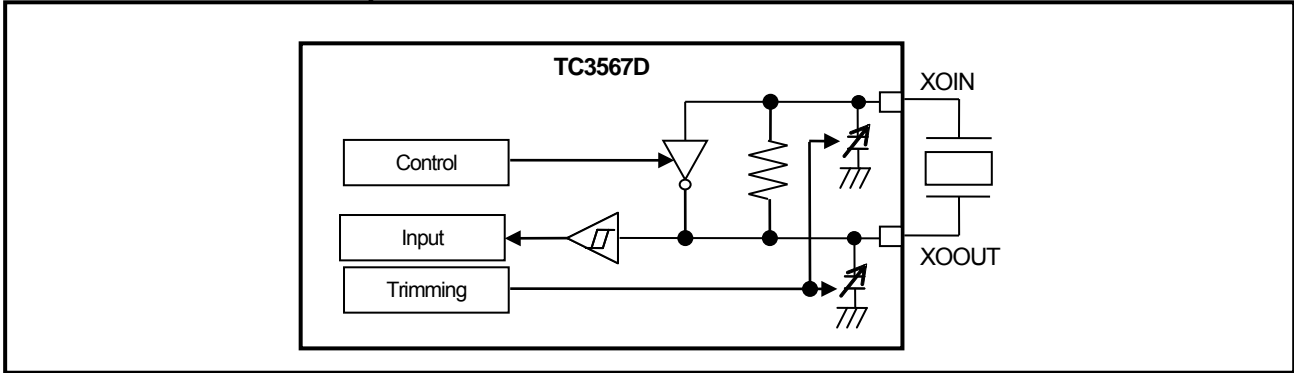 TC3567D
XOIN
Control
Input
XOOUT
Trimming